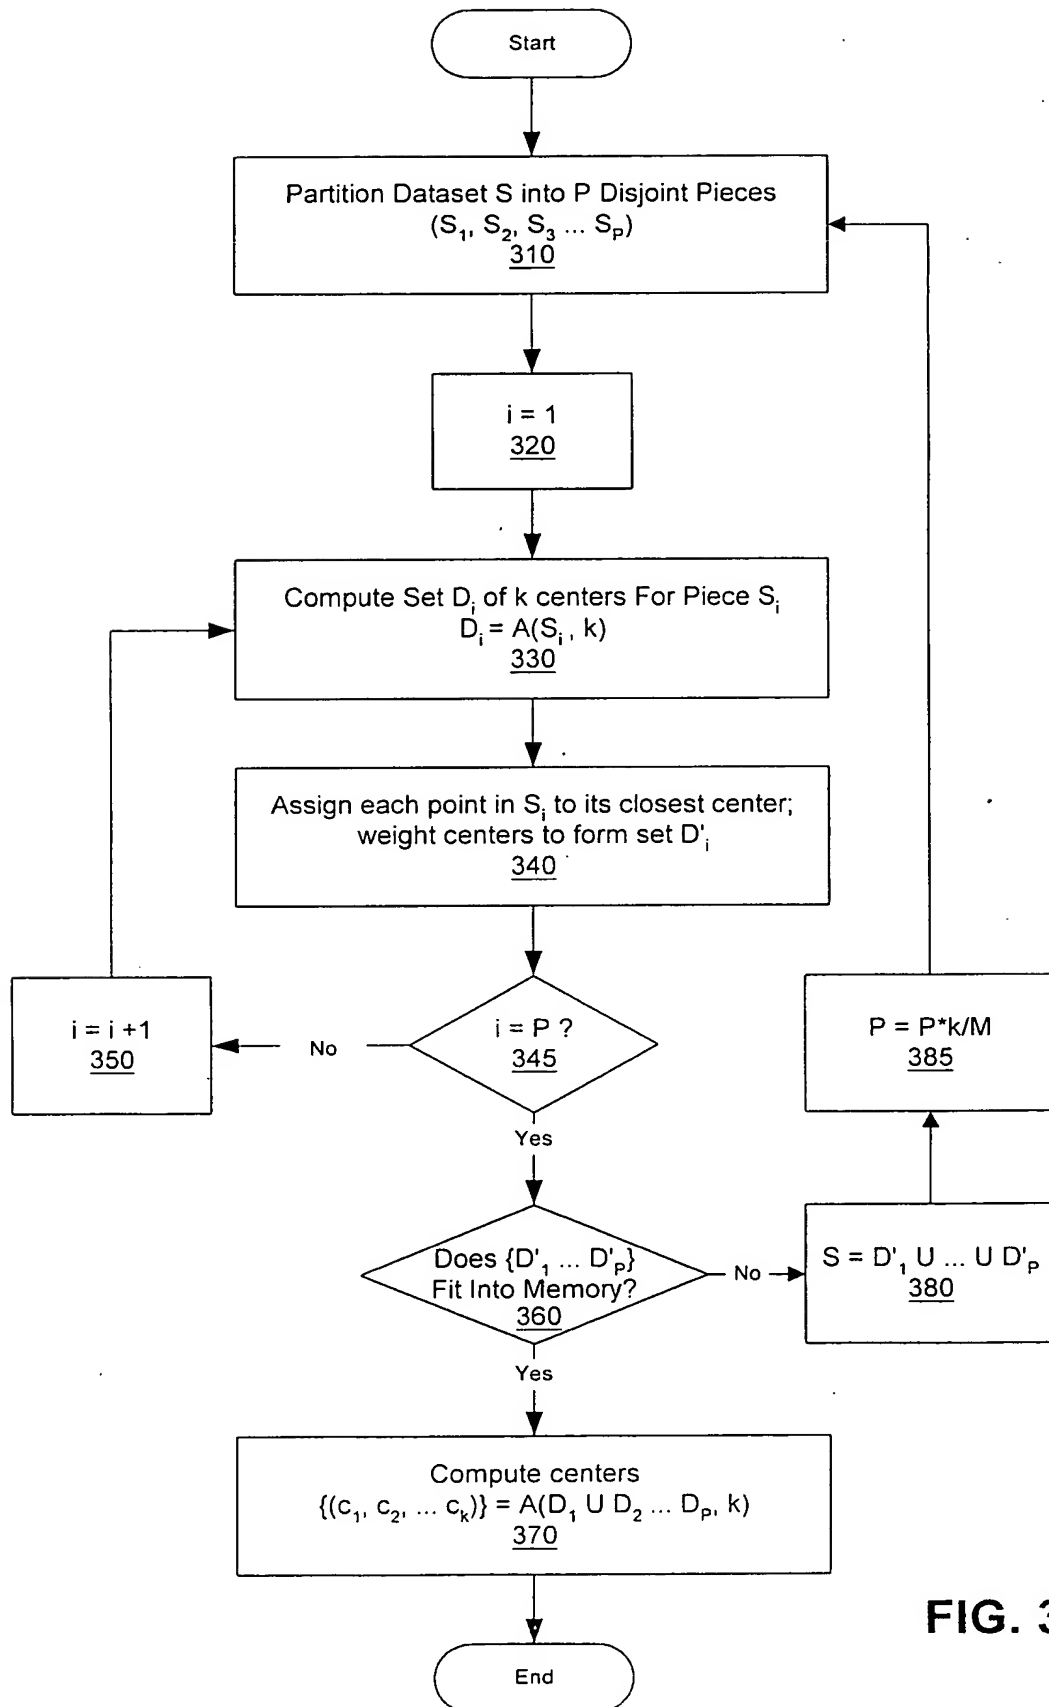 Start
Partition Dataset S into P Disjoint Pieces
(S₁, S₂, S₃ ... Sₚ)
310
i = 1
320
Compute Set Dᵢ of k centers For Piece Sᵢ
Dᵢ = A(Sᵢ, k)
330
Assign each point in Sᵢ to its closest center;
weight centers to form set D'ᵢ
340
i = P ?
345
No
i = i +1
350
P = P*k/M
385
Yes
Does {D'₁ ... D'ₚ}
Fit Into Memory?
360
No
S = D'₁ U ... U D'ₚ
380
Yes
Compute centers
{(c₁, c₂, ... cₖ)} = A(D₁ U D₂ ... Dₚ, k)
370
End
FIG. 3